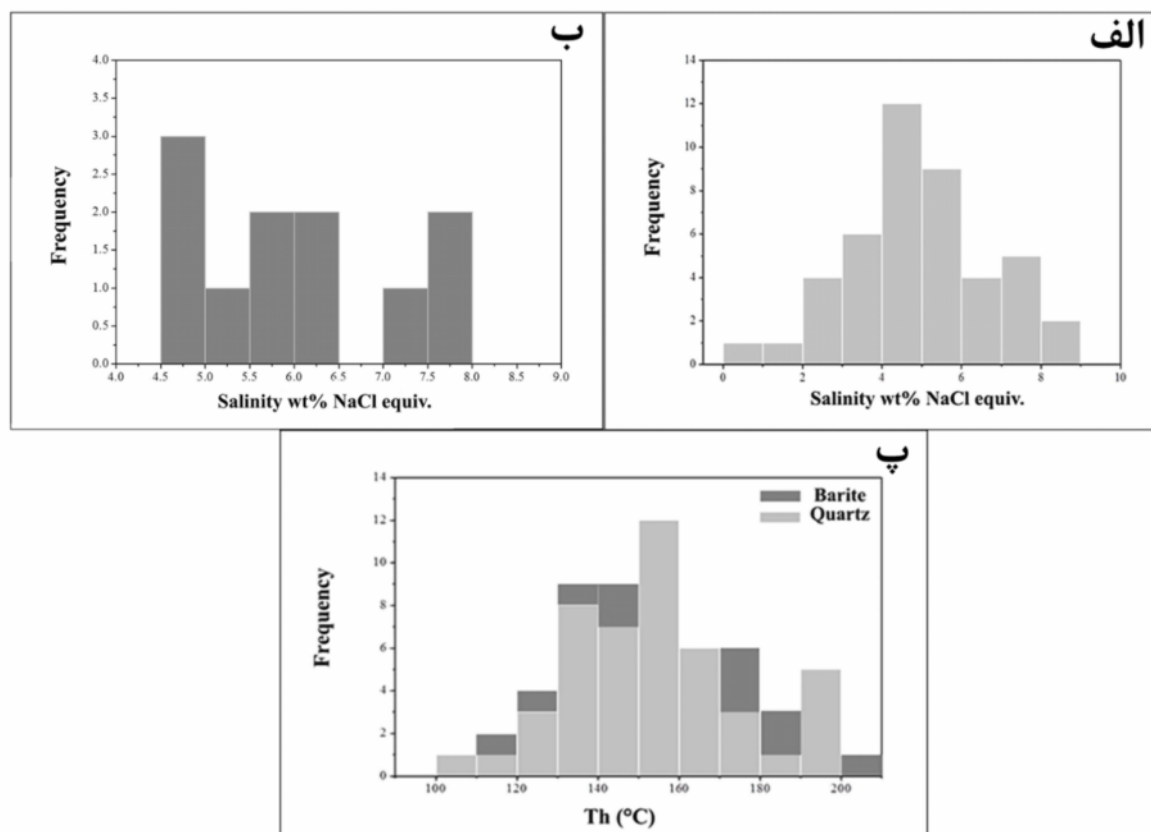 الف
14
12
10
8
6
4
2
0
Frequency
0 2 4 6 8 10
Salinity wt% NaCl equiv.
ب
4.0
3.5
3.0
2.5
2.0
1.5
1.0
0.5
0.0
Frequency
4.0 4.5 5.0 5.5 6.0 6.5 7.0 7.5 8.0 8.5 9.0
Salinity wt% NaCl equiv.
پ
Barite
Quartz
14
12
10
8
6
4
2
0
Frequency
100 120 140 160 180 200
Th (°C)